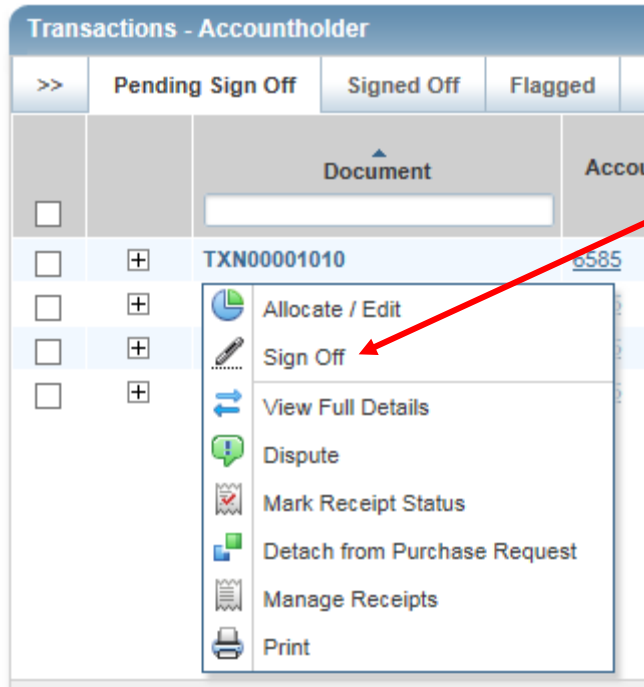 Transactions - Accountholder
>> Pending Sign Off Signed Off Flagged
Document
TXN00001010 6585
Allocate / Edit
Sign Off
View Full Details
Dispute
Mark Receipt Status
Detach from Purchase Request
Manage Receipts
Print